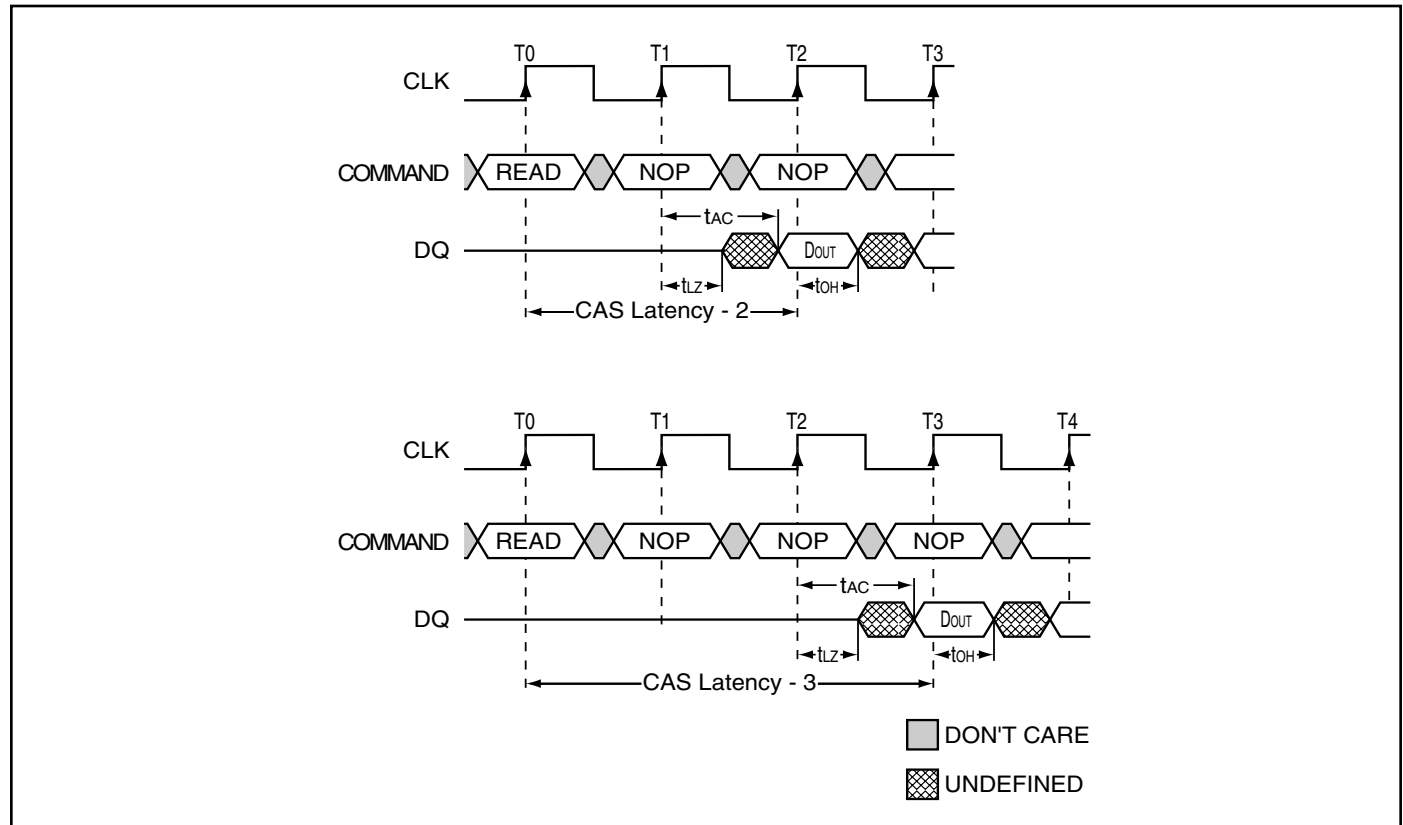 T0 T1 T2 T3
CLK
COMMAND READ NOP NOP
tAC
DQ DOUT
tLZ tOH
CAS Latency - 2
T0 T1 T2 T3 T4
CLK
COMMAND READ NOP NOP NOP
tAC
DQ DOUT
tLZ tOH
CAS Latency - 3
DON'T CARE
UNDEFINED